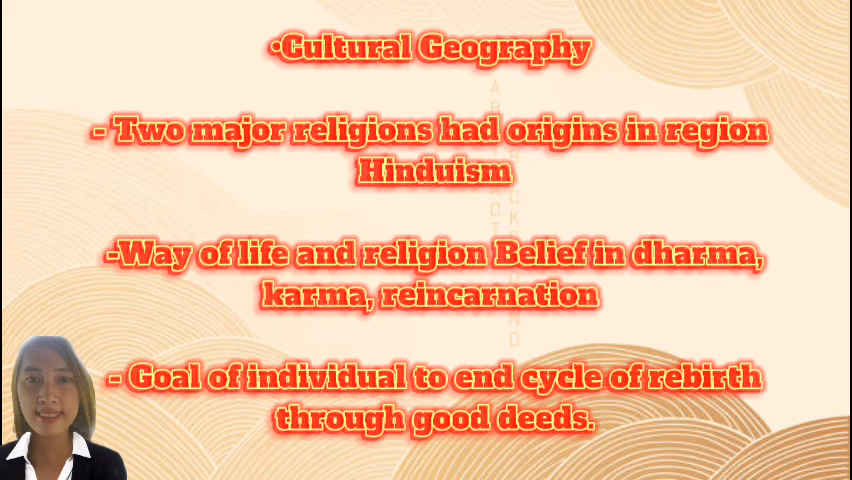 •Cultural Geography
- Two major religions had origins in region
Hinduism
-Way of life and religion Belief in dharma,
karma, reincarnation
- Goal of individual to end cycle of rebirth
through good deeds.